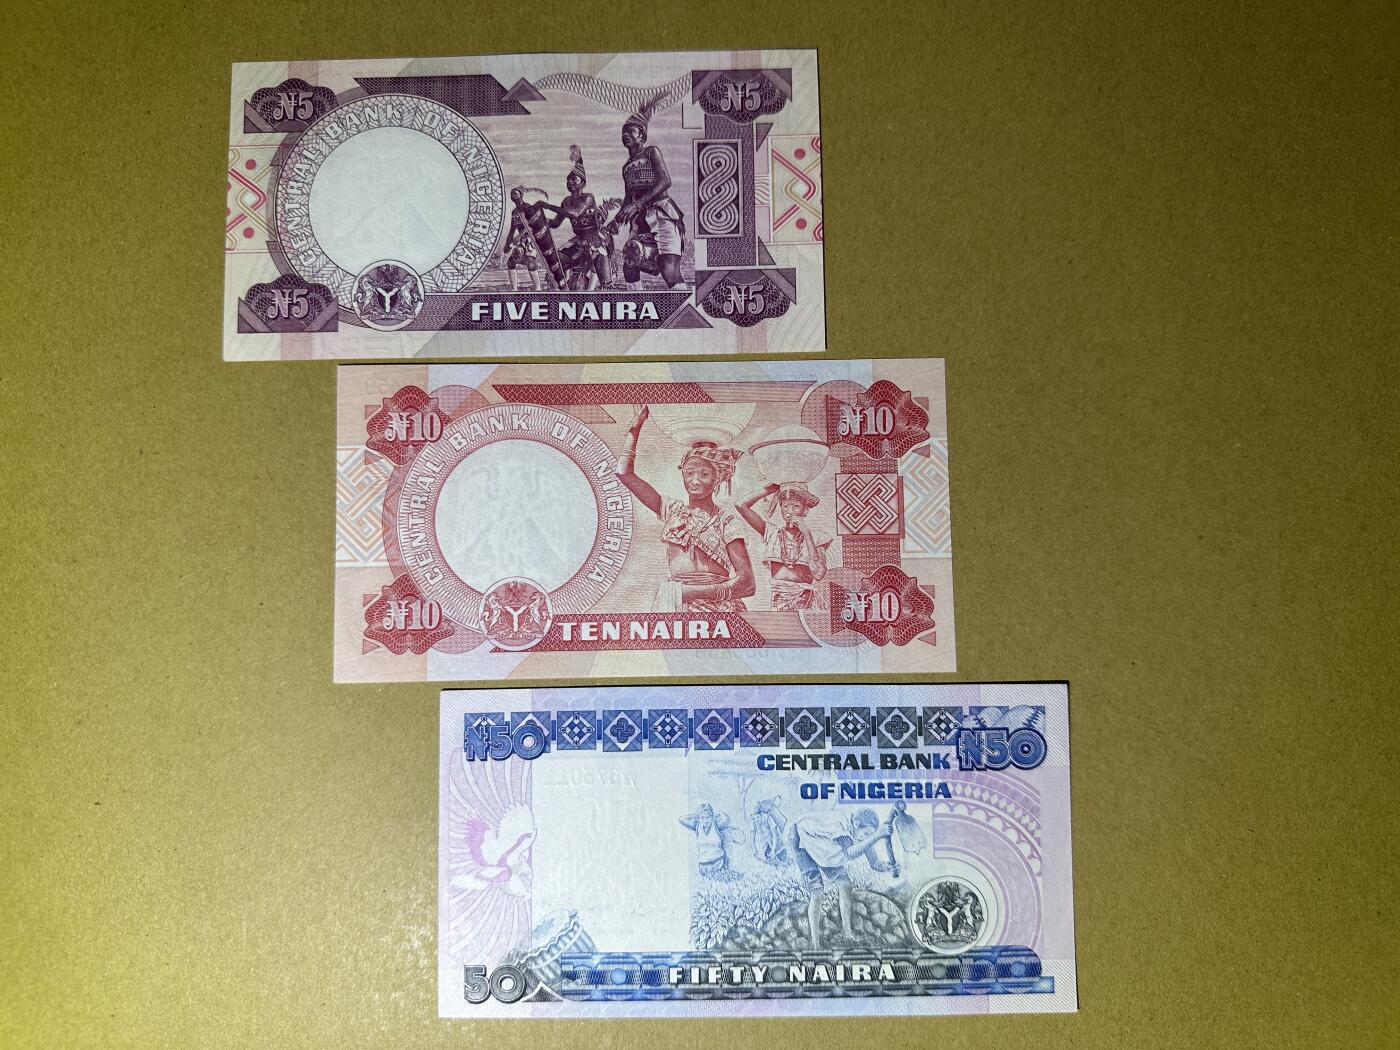 ₦5
₦5
CENTRAL BANK OF NIGERIA
₦5
FIVE NAIRA
₦5
₦10
₦10
CENTRAL BANK OF NIGERIA
₦10
TEN NAIRA
₦10
₦50
₦50
CENTRAL BANK
OF NIGERIA
50
FIFTY NAIRA